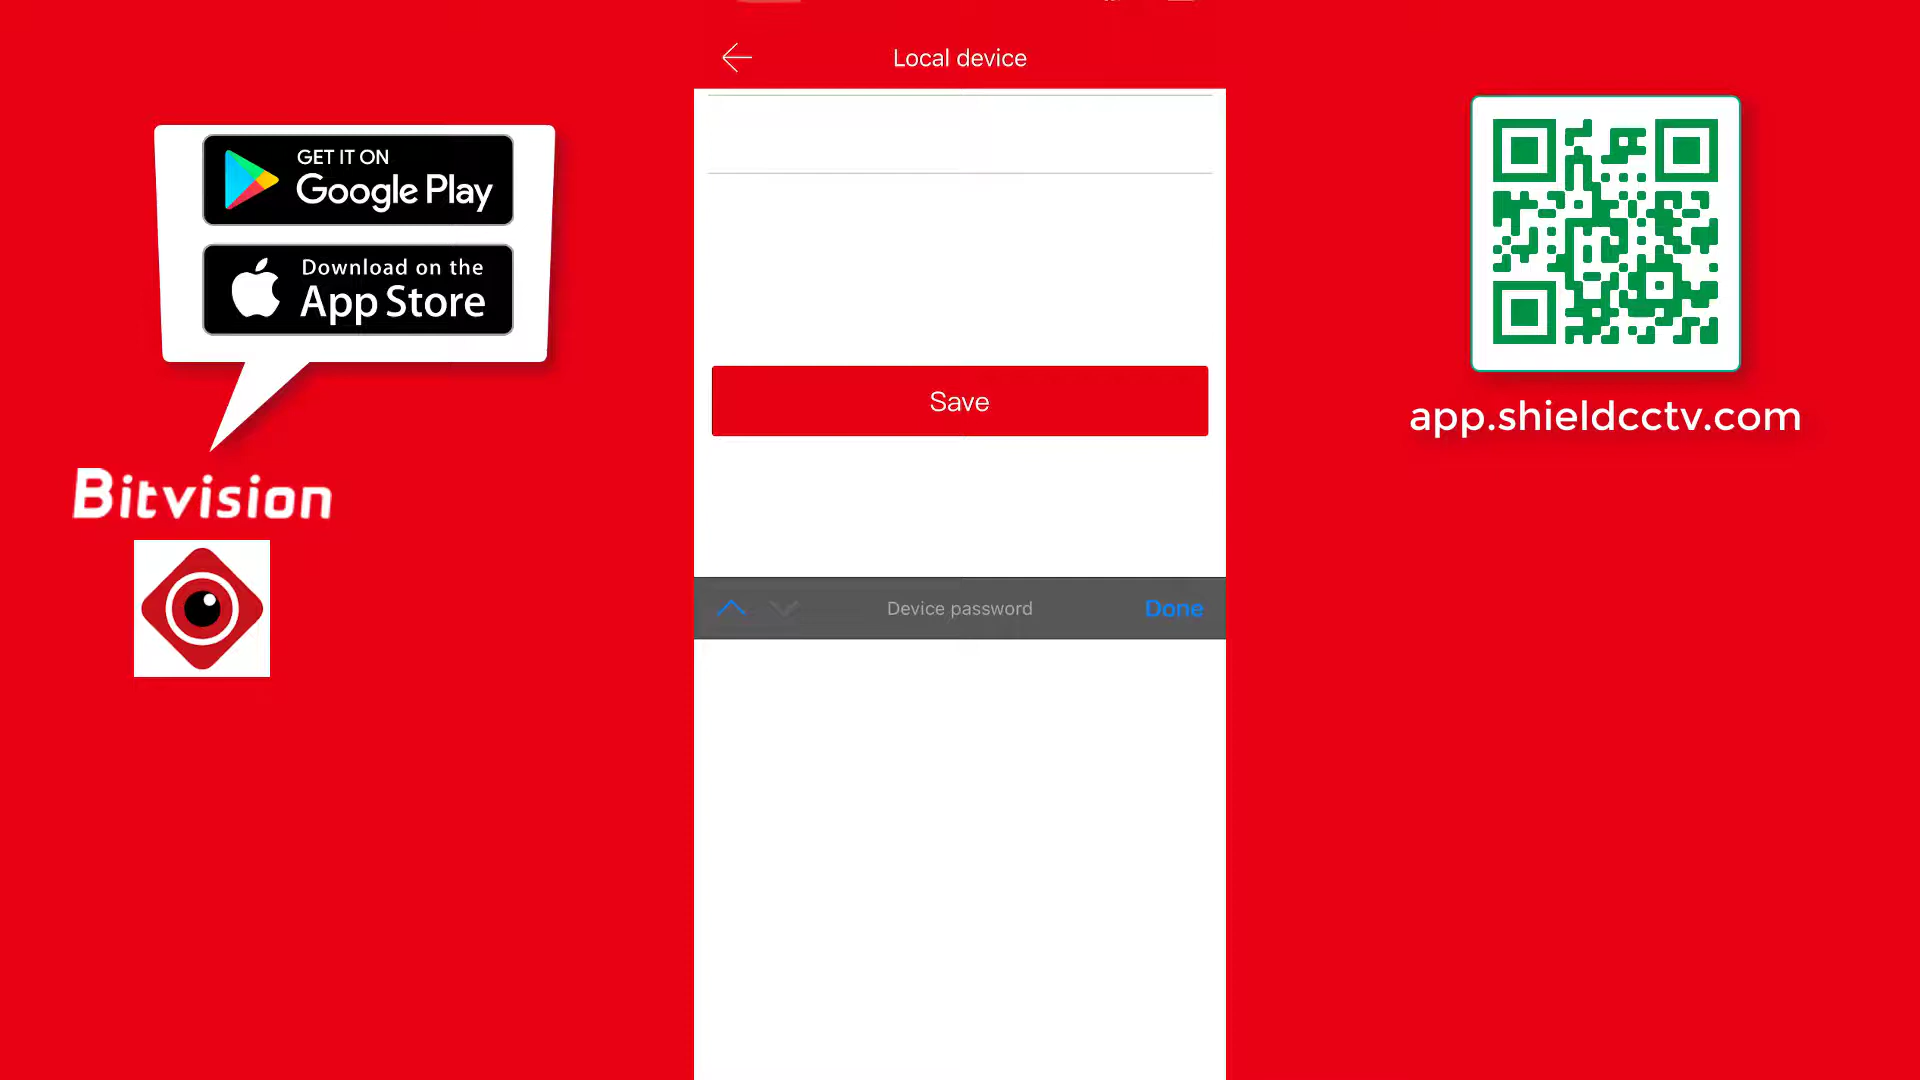 Local device
GET IT ON
Google Play
Download on the
App Store
Bitvision
Save
Device password
Done
app.shieldcctv.com